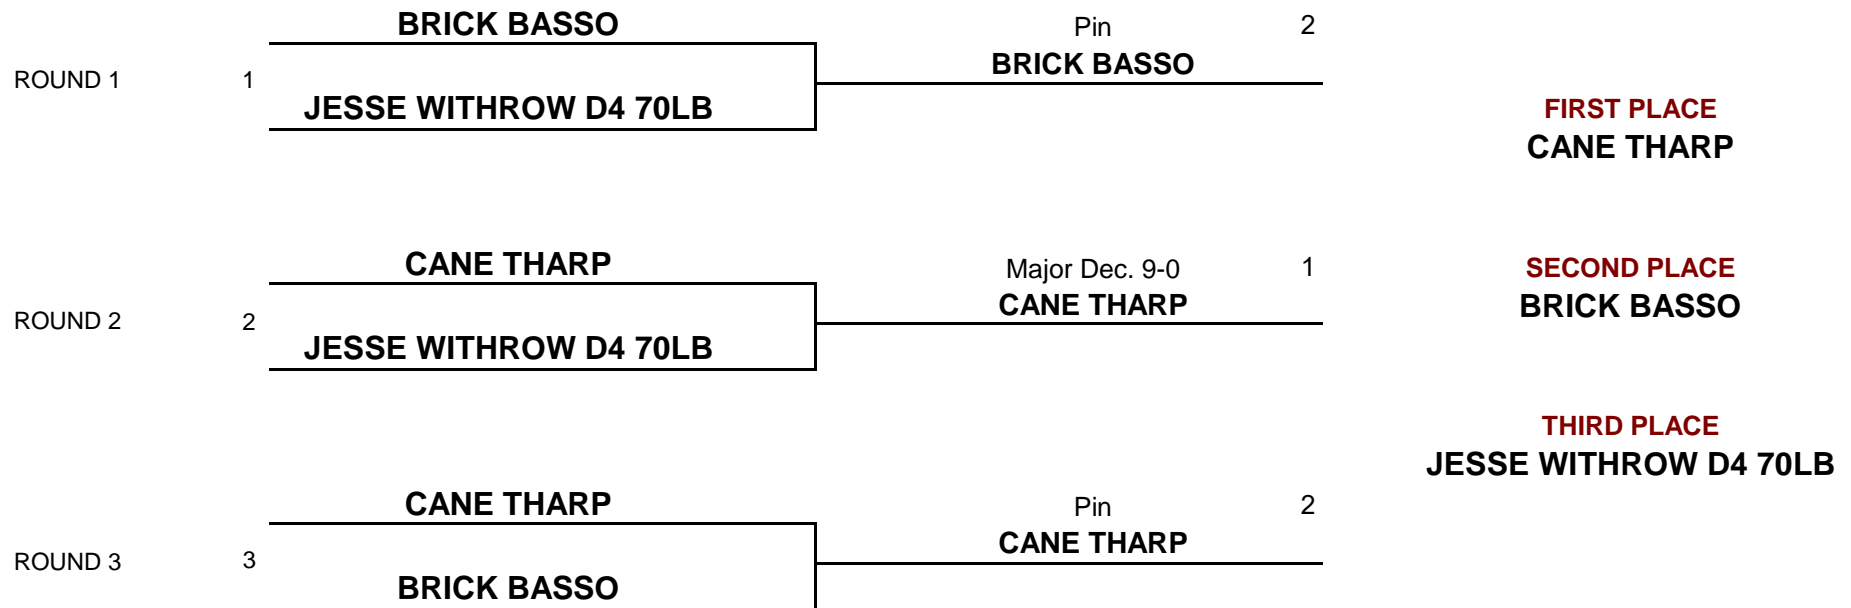 BRICK BASSO
Pin 2
BRICK BASSO
ROUND 1 1
JESSE WITHROW D4 70LB
FIRST PLACE
CANE THARP
CANE THARP
Major Dec. 9-0 1
SECOND PLACE
CANE THARP
BRICK BASSO
ROUND 2 2
JESSE WITHROW D4 70LB
THIRD PLACE
JESSE WITHROW D4 70LB
CANE THARP
Pin 2
CANE THARP
ROUND 3 3
BRICK BASSO